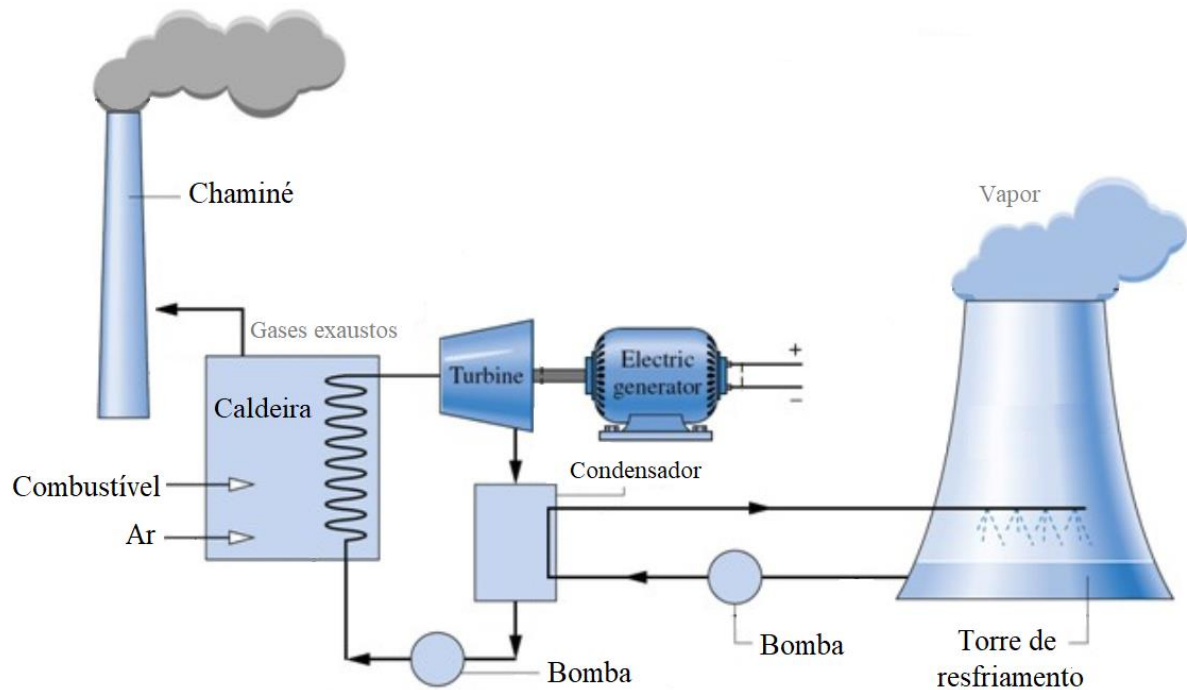 Chaminé
Vapor
Gases exaustos
Caldeira
Turbine
Electric
generator
+
–
Condensador
Combustível
Ar
Bomba
Bomba
Torre de
resfriamento